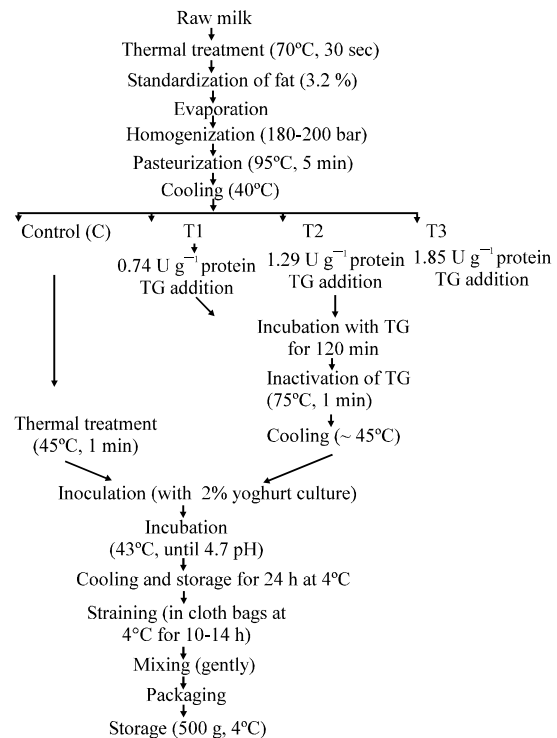 Raw milk
Thermal treatment (70ºC, 30 sec)
Standardization of fat (3.2 %)
Evaporation
Homogenization (180-200 bar)
Pasteurization (95ºC, 5 min)
Cooling (40ºC)
Control (C) T1 T2 T3
0.74 U g⁻¹ protein 1.29 U g⁻¹ protein 1.85 U g⁻¹ protein
TG addition TG addition TG addition
Incubation with TG
for 120 min
Inactivation of TG
(75ºC, 1 min)
Thermal treatment
(45ºC, 1 min)
Cooling (~ 45ºC)
Inoculation (with 2% yoghurt culture)
Incubation
(43ºC, until 4.7 pH)
Cooling and storage for 24 h at 4ºC
Straining (in cloth bags at
4°C for 10-14 h)
Mixing (gently)
Packaging
Storage (500 g, 4ºC)